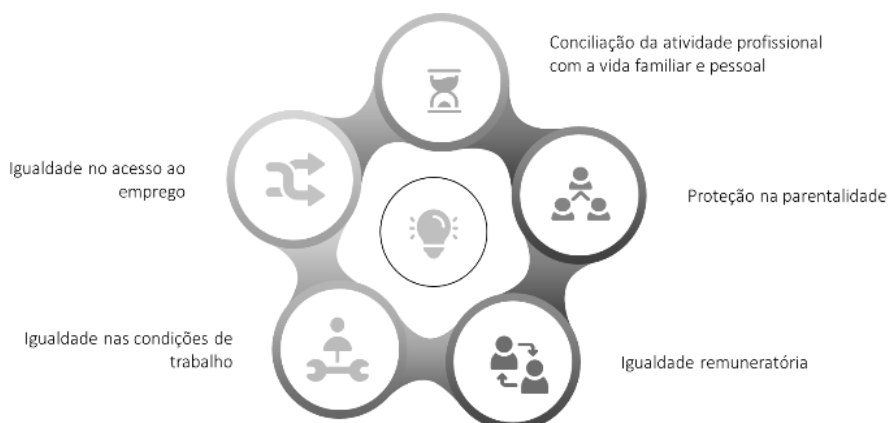 Conciliação da atividade profissional
com a vida familiar e pessoal
Igualdade no acesso ao
emprego
Proteção na parentalidade
Igualdade nas condições de
trabalho
Igualdade remuneratória